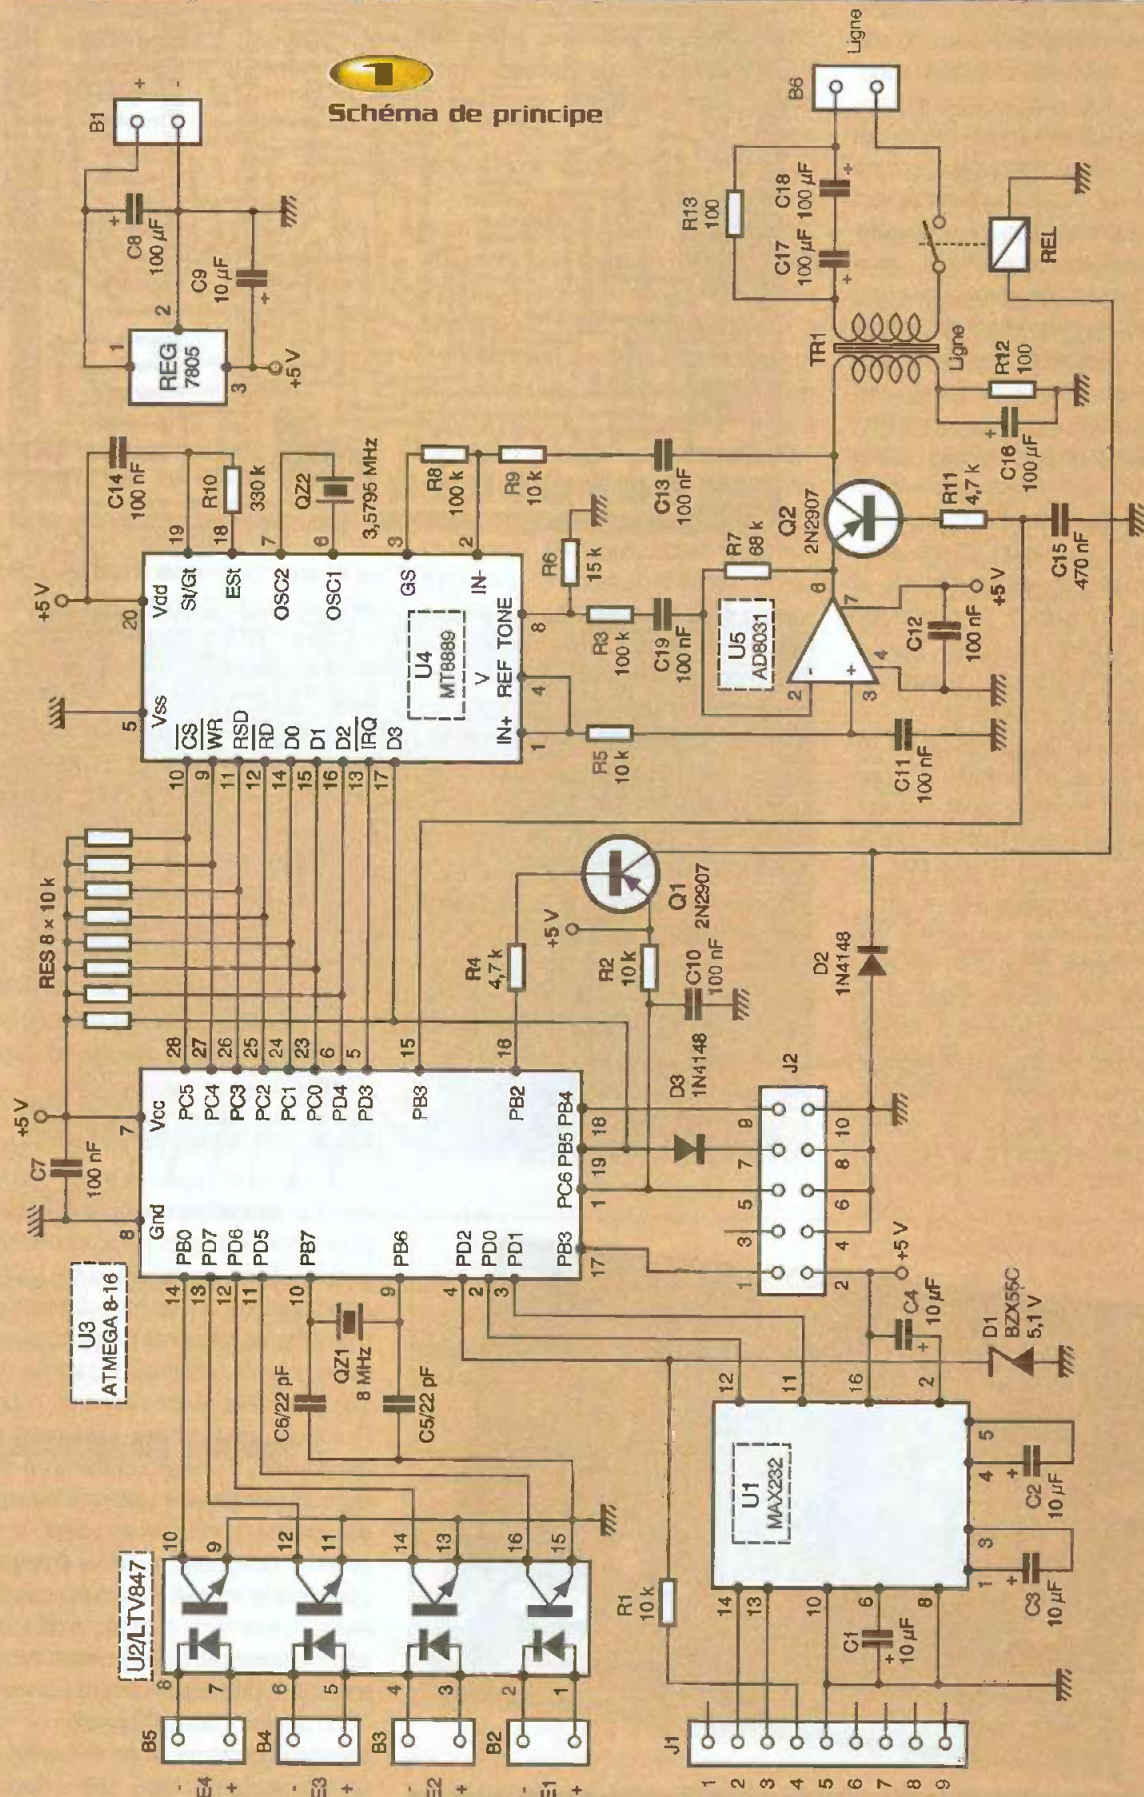 1
Schéma de principe
B1
+
-
C8
100 µF
+
C9
10 µF
+
1
REG
7805
2
3
+5 V
Ligne
B6
R13
100
C17
100 µF
C18
100 µF
+
+
REL
TR1
Ligne
R12
100
C16
100 µF
+
+5 V
C14
100 nF
R10
330 k
QZ2
3,5795 MHz
R8
100 k
R9
10 k
C13
100 nF
R6
15 k
20
Vdd
19
St/Gt
18
ESt
7
OSC2
6
OSC1
3
GS
2
IN-
5
Vss
U4
MT8889
V
REF
TONE
IN+
1
4
8
10
CS
9
WR
11
RSD
12
RD
14
D0
15
D1
16
D2
13
IRQ
17
D3
R3
100 k
C19
100 nF
R5
10 k
R7
68 k
U5
AD8031
2
-
3
+
4
6
7
Q2
2N2907
R11
4,7 k
C15
470 nF
C12
100 nF
+5 V
C11
100 nF
RES 8 × 10 k
+5 V
C7
100 nF
U3
ATMEGA 8-16
7
Vcc
8
Gnd
28
PC5
27
PC4
26
PC3
25
PC2
24
PC1
23
PC0
6
PD4
5
PD3
15
PB3
16
PB2
14
PB0
13
PD7
12
PD6
11
PD5
10
PB7
9
PB6
4
PD2
2
PD0
3
PD1
PB3
17
PC6
1
PB5
19
PB4
18
R4
4,7 k
+5 V
Q1
2N2907
R2
10 k
C10
100 nF
D3
1N4148
D2
1N4148
J2
1
3
5
7
9
2
4
6
8
10
+5 V
C6/22 pF
QZ1
8 MHz
C5/22 pF
C4
10 µF
+
D1
BZX55C
5,1 V
U2/LTV847
10
9
12
11
14
13
16
15
8
7
6
5
4
3
2
1
B5
B4
B3
B2
-
E4
+
-
E3
+
-
E2
+
-
E1
+
R1
10 k
U1
MAX232
12
11
16
2
14
13
10
6
8
1
3
4
5
C1
10 µF
+
C3
10 µF
+
C2
10 µF
+
J1
1
2
3
4
5
6
7
8
9